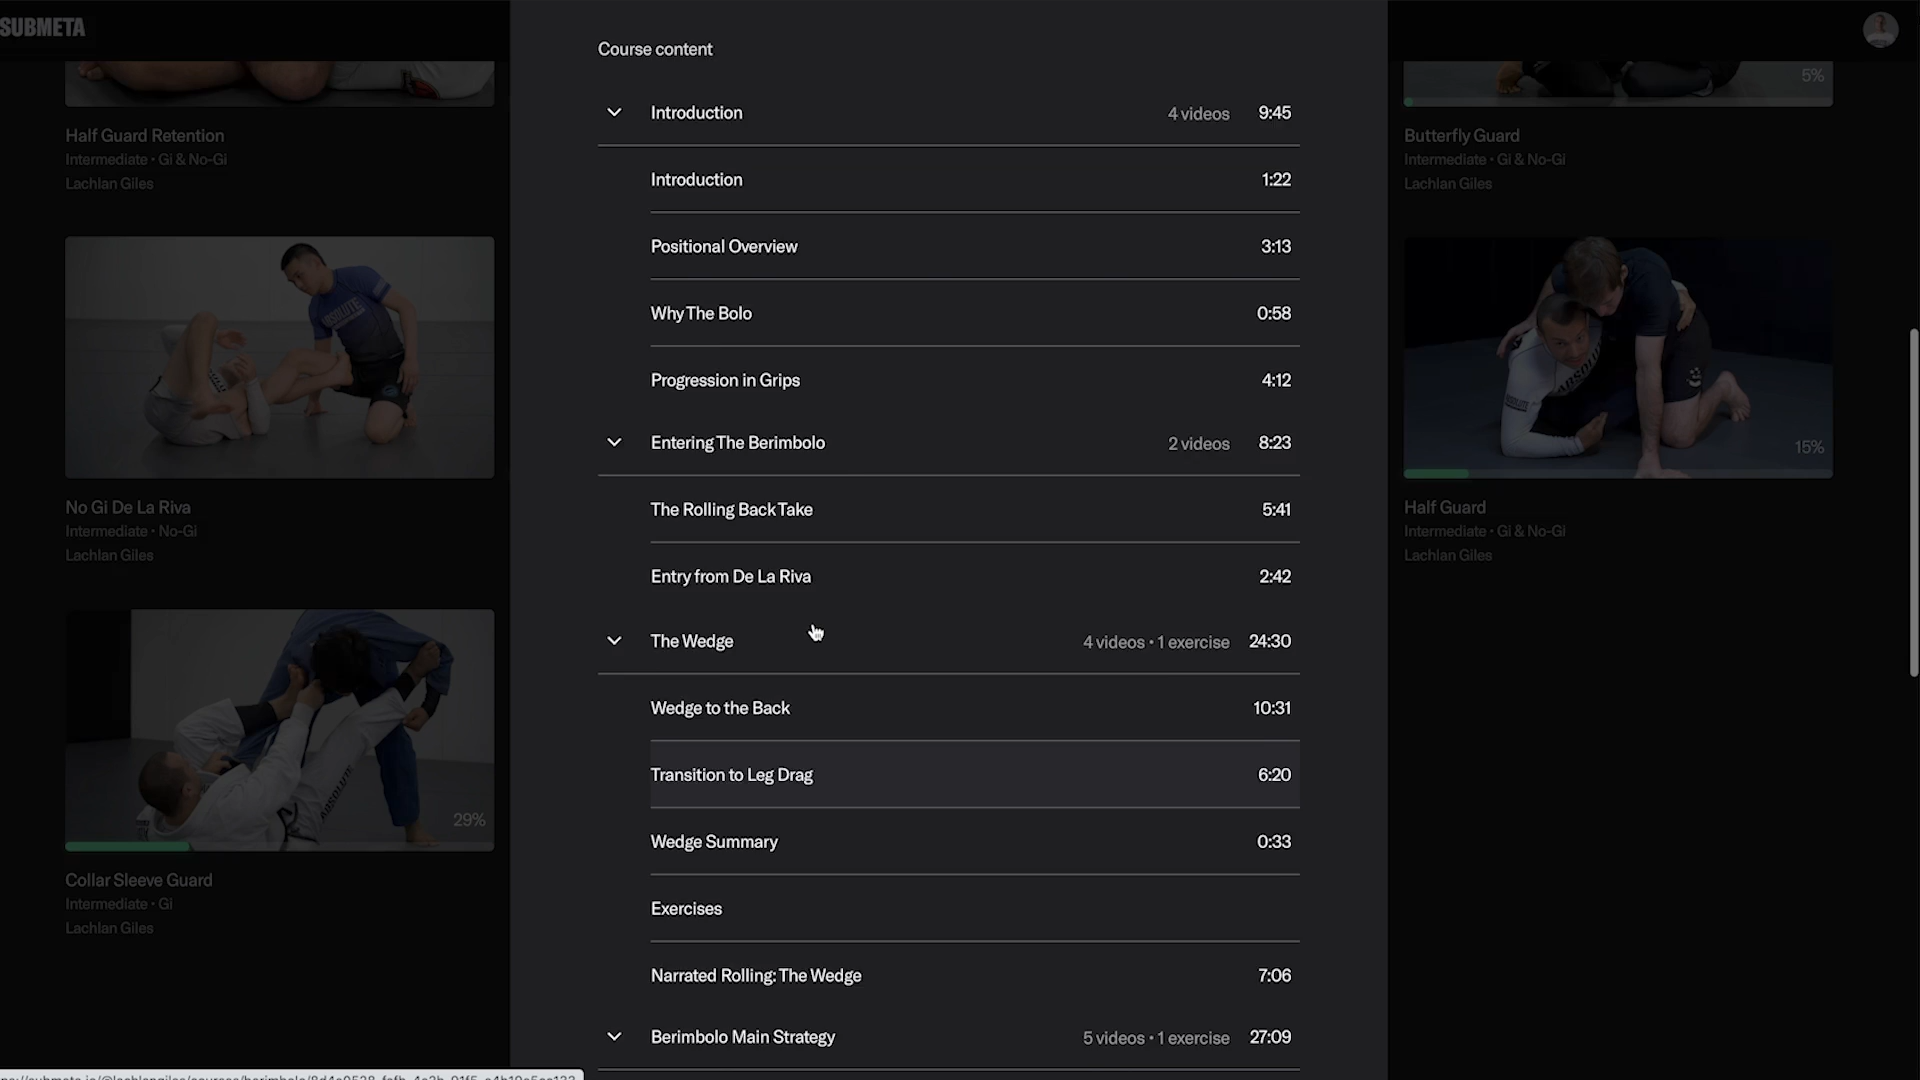 SUBMETA
Course content
Introduction 4 videos 9:45
Introduction 1:22
Positional Overview 3:13
Why The Bolo 0:58
Progression in Grips 4:12
Entering The Berimbolo 2 videos 8:23
The Rolling Back Take 5:41
Entry from De La Riva 2:42
The Wedge 4 videos • 1 exercise 24:30
Wedge to the Back 10:31
Transition to Leg Drag 6:20
Wedge Summary 0:33
Exercises
Narrated Rolling: The Wedge 7:06
Berimbolo Main Strategy 5 videos • 1 exercise 27:09
Half Guard Retention
Intermediate • Gi & No-Gi
Lachlan Giles
ABSOLUTE
No Gi De La Riva
Intermediate • No-Gi
Lachlan Giles
ABSOLUTE
29%
Collar Sleeve Guard
Intermediate • Gi
Lachlan Giles
5%
Butterfly Guard
Intermediate • Gi & No-Gi
Lachlan Giles
ABSOLUTE
15%
Half Guard
Intermediate • Gi & No-Gi
Lachlan Giles